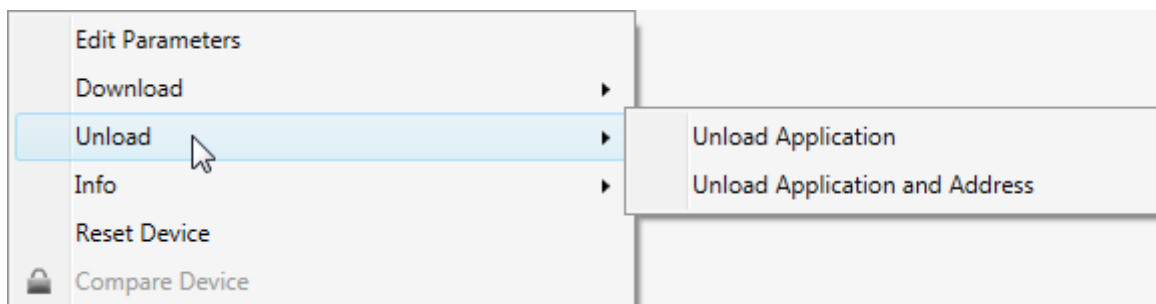 Edit Parameters
Download
Unload
Unload Application
Info
Unload Application and Address
Reset Device
Compare Device